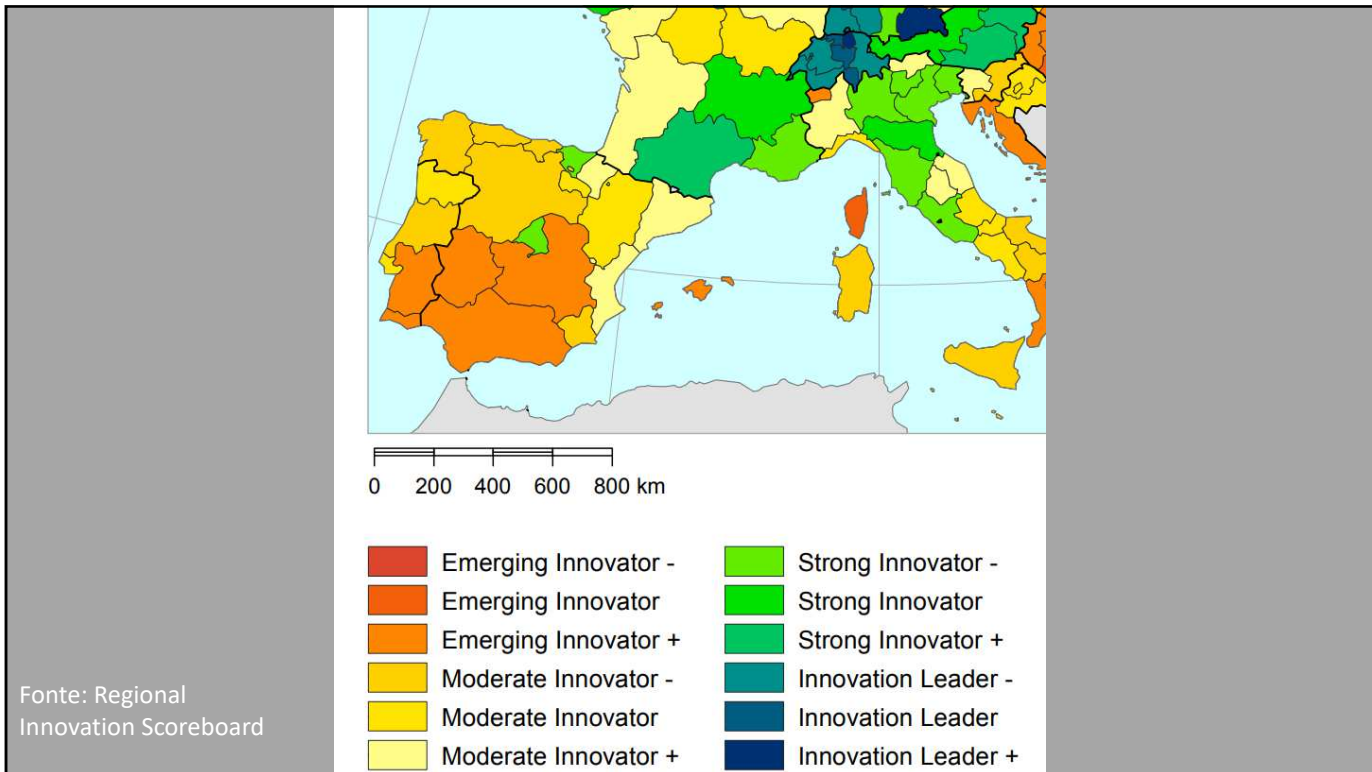 0 200 400 600 800 km
Emerging Innovator -
Emerging Innovator
Emerging Innovator +
Moderate Innovator -
Moderate Innovator
Moderate Innovator +
Strong Innovator -
Strong Innovator
Strong Innovator +
Innovation Leader -
Innovation Leader
Innovation Leader +
Fonte: Regional
Innovation Scoreboard